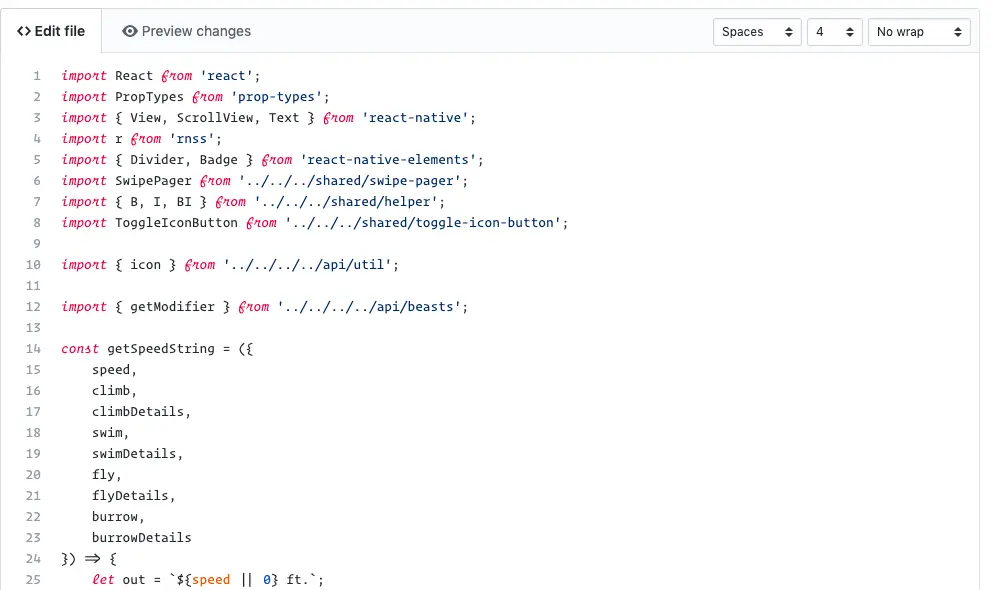 <> Edit file Preview changes Spaces 4 No wrap
1 import React from 'react';
2 import PropTypes from 'prop-types';
3 import { View, ScrollView, Text } from 'react-native';
4 import r from 'rnss';
5 import { Divider, Badge } from 'react-native-elements';
6 import SwipePager from '../../../shared/swipe-pager';
7 import { B, I, BI } from '../../../shared/helper';
8 import ToggleIconButton from '../../../shared/toggle-icon-button';
9
10 import { icon } from '../../../../api/util';
11
12 import { getModifier } from '../../../../api/beasts';
13
14 const getSpeedString = ({
15     speed,
16     climb,
17     climbDetails,
18     swim,
19     swimDetails,
20     fly,
21     flyDetails,
22     burrow,
23     burrowDetails
24 }) => {
25     let out = `${speed || 0} ft.`;